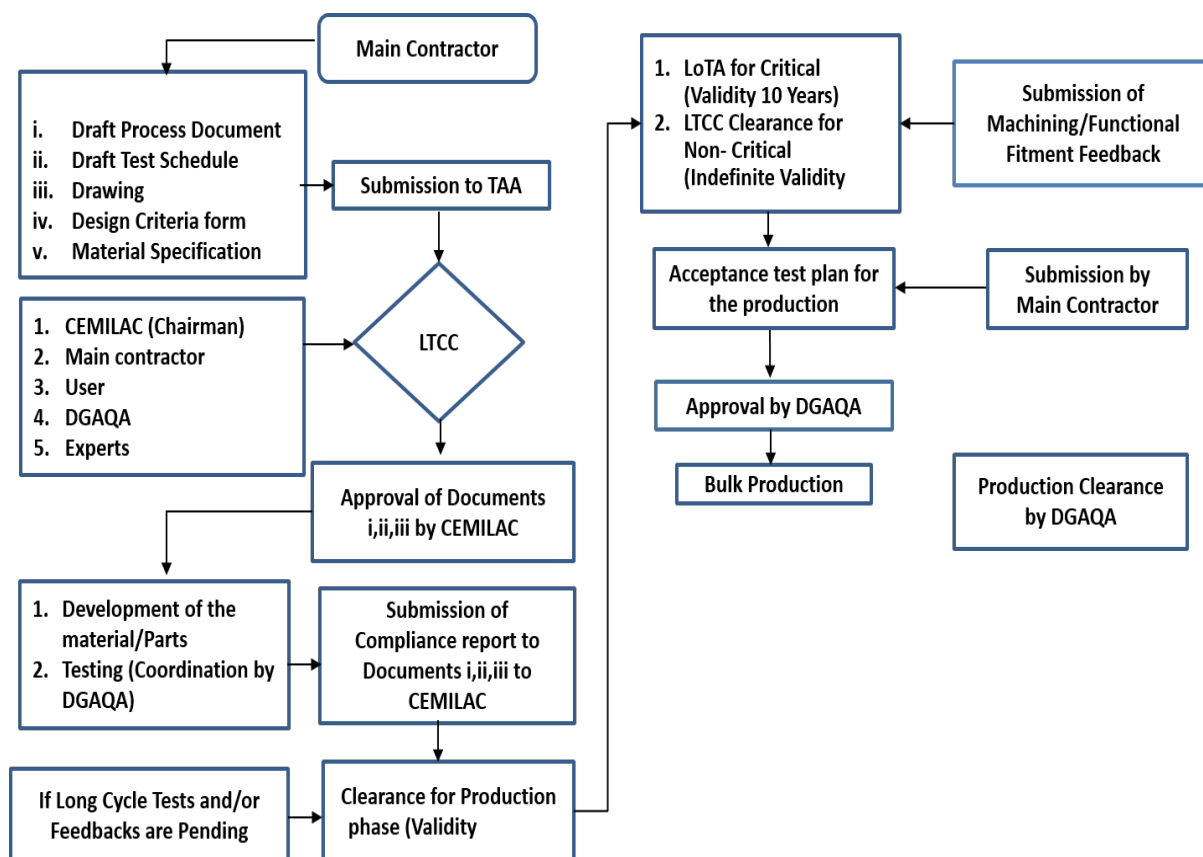 Main Contractor
i. Draft Process Document
ii. Draft Test Schedule
iii. Drawing
iv. Design Criteria form
v. Material Specification
Submission to TAA
1. CEMILAC (Chairman)
2. Main contractor
3. User
4. DGAQA
5. Experts
LTCC
Approval of Documents
i,ii,iii by CEMILAC
1. Development of the
material/Parts
2. Testing (Coordination by
DGAQA)
Submission of
Compliance report to
Documents i,ii,iii to
CEMILAC
If Long Cycle Tests and/or
Feedbacks are Pending
Clearance for Production
phase (Validity
1. LoTA for Critical
(Validity 10 Years)
2. LTCC Clearance for
Non- Critical
(Indefinite Validity
Submission of
Machining/Functional
Fitment Feedback
Acceptance test plan for
the production
Submission by
Main Contractor
Approval by DGAQA
Bulk Production
Production Clearance
by DGAQA